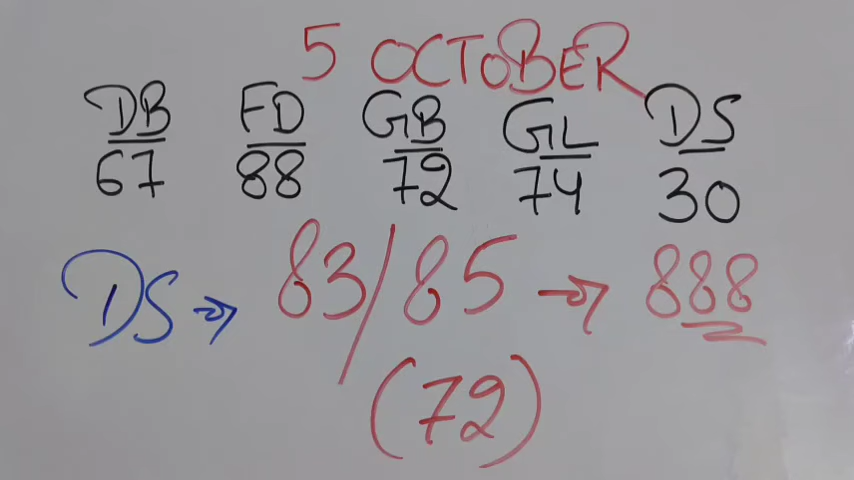 5 OCTOBER
DB FD GB GL DS
67 88 72 74 30
DS → 83/85 → 888
(72)